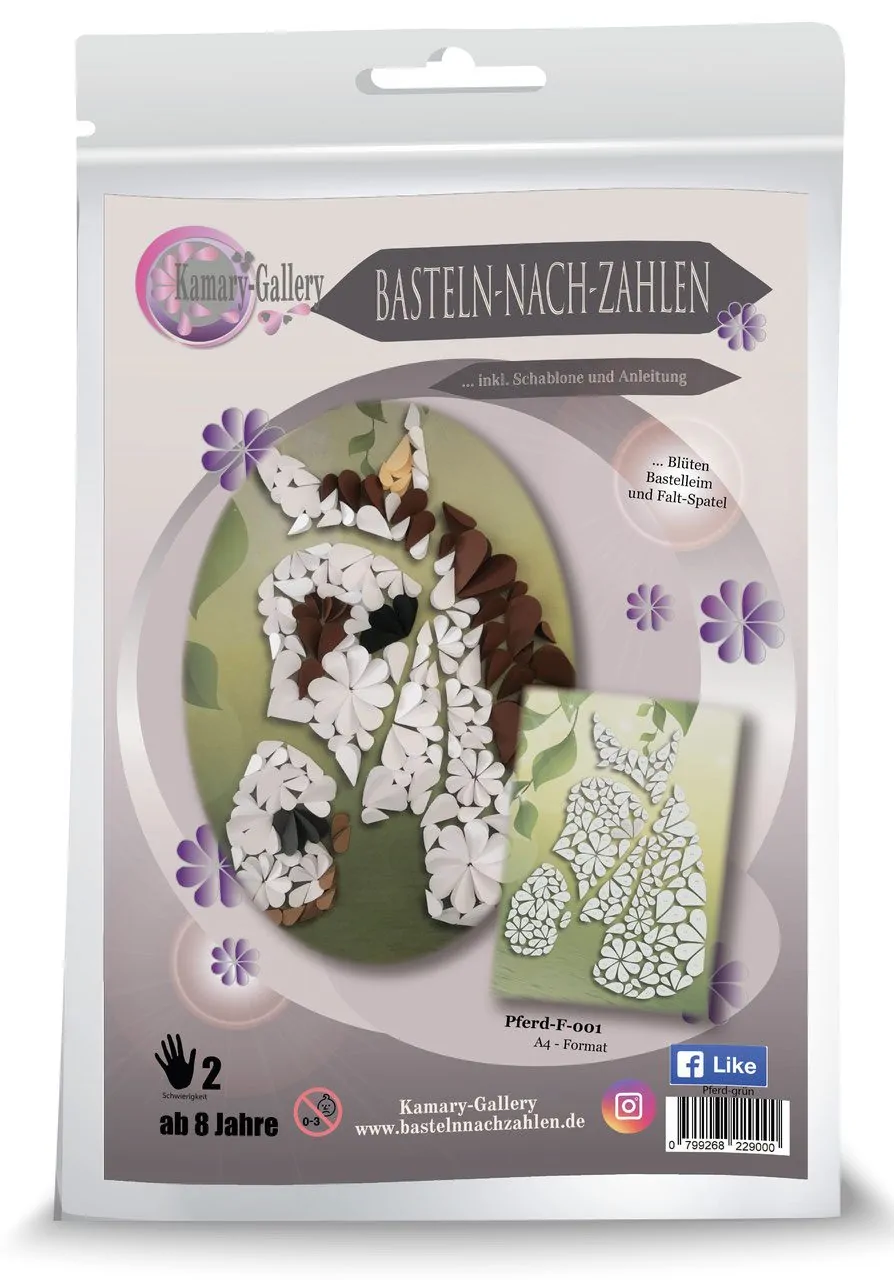 Kamary-Gallery
BASTELN-NACH-ZAHLEN
... inkl. Schablone und Anleitung
... Blüten
Bastelleim
und Falt-Spatel
Pferd-F-001
A4 - Format
2
Schwierigkeit
ab 8 Jahre
0-3
Kamary-Gallery
www.bastelnnachzahlen.de
f Like
Pferd-grün
0 799268 229000